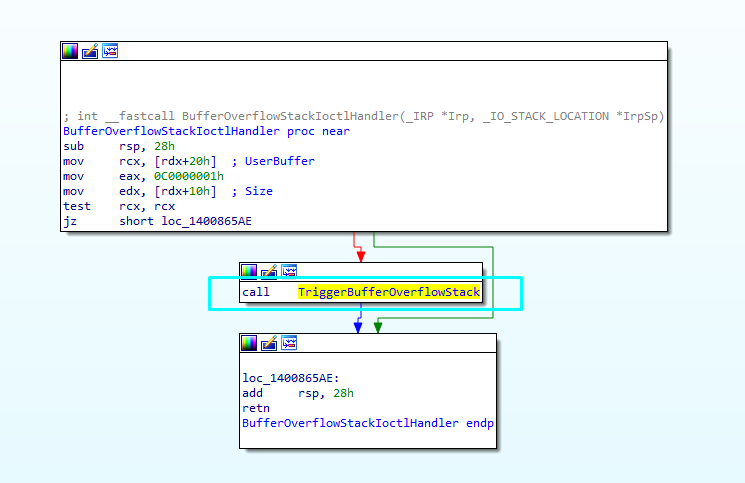 ; int __fastcall BufferOverflowStackIoctlHandler(_IRP *Irp, _IO_STACK_LOCATION *IrpSp)
BufferOverflowStackIoctlHandler proc near
sub rsp, 28h
mov rcx, [rdx+20h] ; UserBuffer
mov eax, 0C0000001h
mov edx, [rdx+10h] ; Size
test rcx, rcx
jz short loc_1400865AE
call TriggerBufferOverflowStack
loc_1400865AE:
add rsp, 28h
retn
BufferOverflowStackIoctlHandler endp